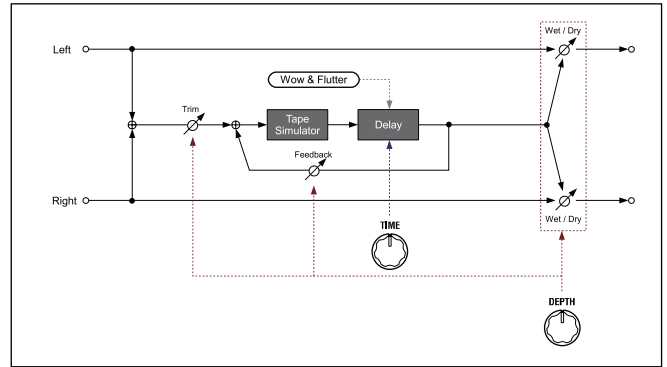 Wet / Dry
Left
Wow & Flutter
Trim
Tape
Simulator
Delay
Feedback
Right
Wet / Dry
TIME
DEPTH